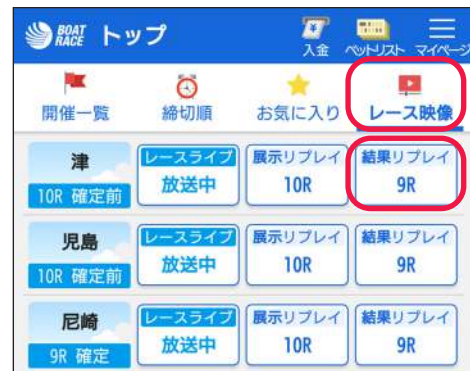 BOAT RACE トップ
入金 ベットリスト マイページ
開催一覧 締切順 お気に入り レース映像
津 レースライブ 展示リプレイ 結果リプレイ
10R 確定前 放送中 10R 9R
児島 レースライブ 展示リプレイ 結果リプレイ
10R 確定前 放送中 10R 9R
尼崎 レースライブ 展示リプレイ 結果リプレイ
9R 確定 放送中 10R 9R